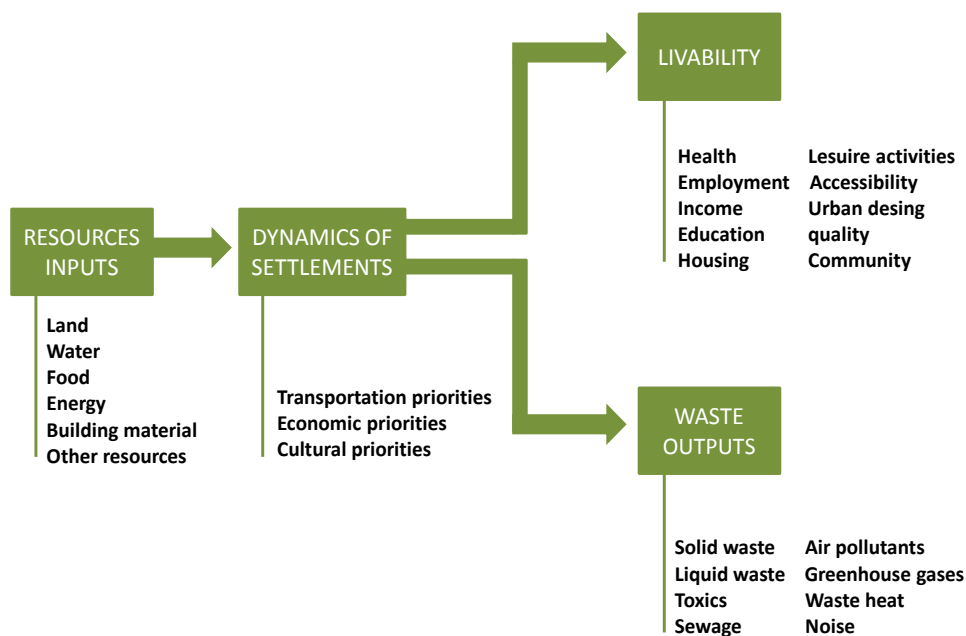 RESOURCES
INPUTS
Land
Water
Food
Energy
Building material
Other resources
DYNAMICS OF
SETTLEMENTS
Transportation priorities
Economic priorities
Cultural priorities
LIVABILITY
Health
Employment
Income
Education
Housing
Lesuire activities
Accessibility
Urban desing
quality
Community
WASTE
OUTPUTS
Solid waste
Liquid waste
Toxics
Sewage
Air pollutants
Greenhouse gases
Waste heat
Noise